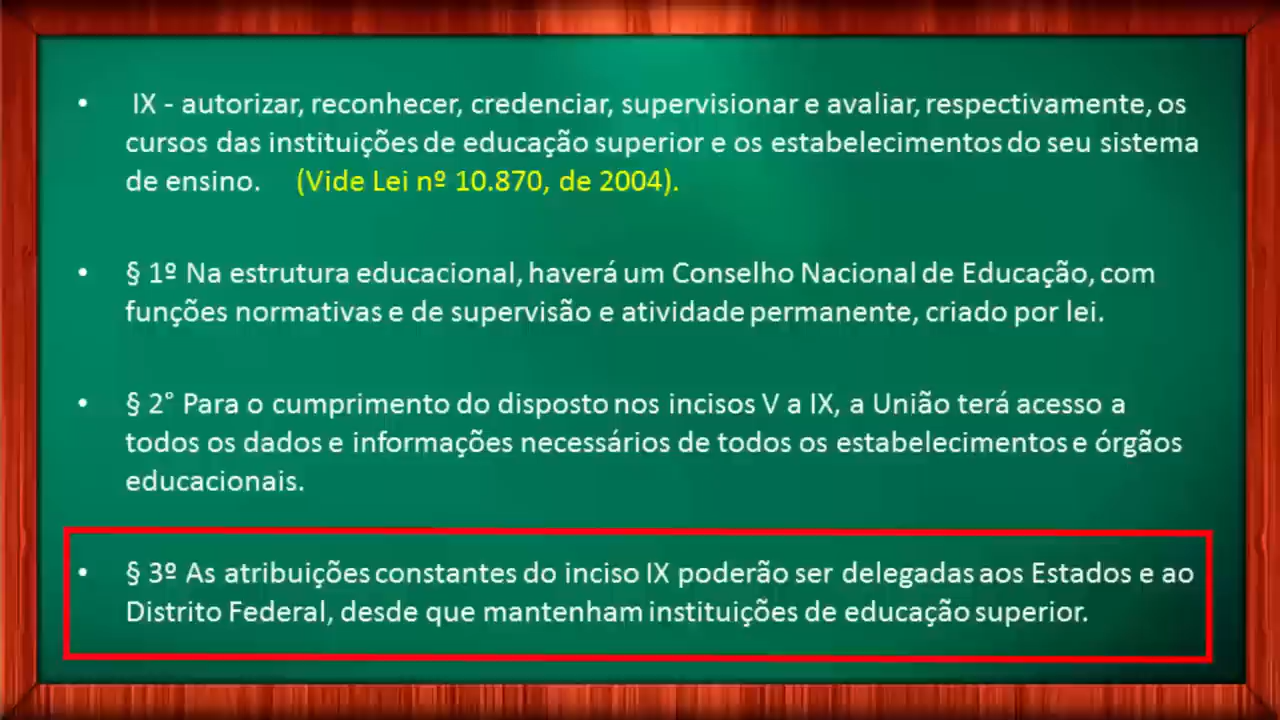 • IX - autorizar, reconhecer, credenciar, supervisionar e avaliar, respectivamente, os
cursos das instituições de educação superior e os estabelecimentos do seu sistema
de ensino. (Vide Lei nº 10.870, de 2004).
• § 1º Na estrutura educacional, haverá um Conselho Nacional de Educação, com
funções normativas e de supervisão e atividade permanente, criado por lei.
• § 2° Para o cumprimento do disposto nos incisos V a IX, a União terá acesso a
todos os dados e informações necessários de todos os estabelecimentos e órgãos
educacionais.
• § 3º As atribuições constantes do inciso IX poderão ser delegadas aos Estados e ao
Distrito Federal, desde que mantenham instituições de educação superior.